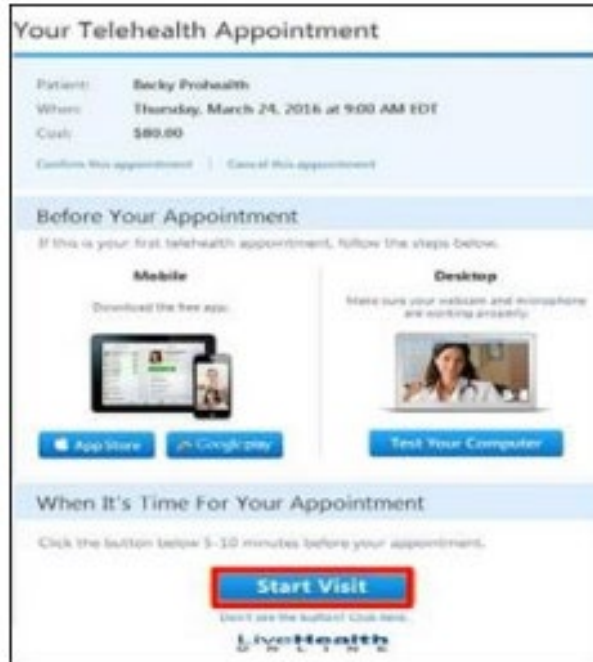 Your Telehealth Appointment
Patient: Becky Prohealth
When: Thursday, March 24, 2016 at 9:00 AM EDT
Cost: $80.00
Confirm this appointment | Cancel this appointment
Before Your Appointment
If this is your first telehealth appointment, follow the steps below.
Mobile
Download the free app.
App Store
Google play
Desktop
Make sure your webcam and microphone
are working properly.
Test Your Computer
When It's Time For Your Appointment
Click the button below 5-10 minutes before your appointment.
Start Visit
Don't see the button? Click here.
LiveHealth
ONLINE